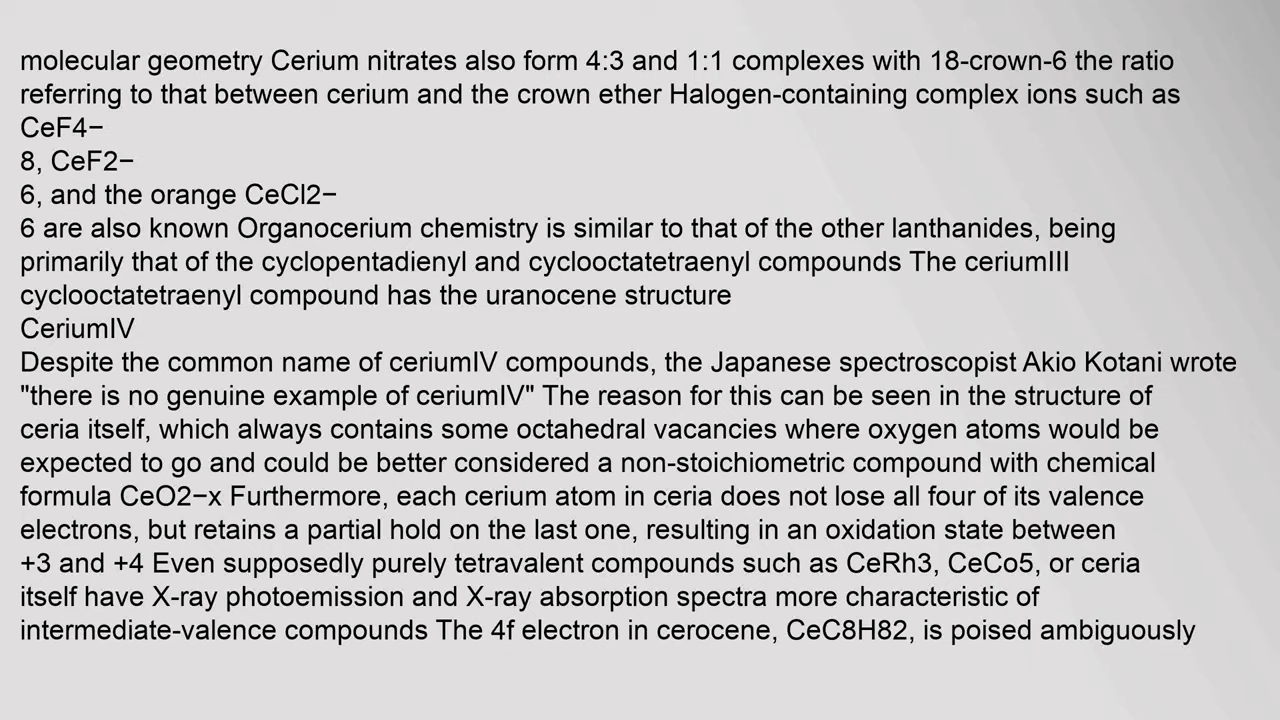 molecular geometry Cerium nitrates also form 4:3 and 1:1 complexes with 18-crown-6 the ratio
referring to that between cerium and the crown ether Halogen-containing complex ions such as
CeF4−
8, CeF2−
6, and the orange CeCl2−
6 are also known Organocerium chemistry is similar to that of the other lanthanides, being
primarily that of the cyclopentadienyl and cyclooctatetraenyl compounds The ceriumIII
cyclooctatetraenyl compound has the uranocene structure
CeriumIV
Despite the common name of ceriumIV compounds, the Japanese spectroscopist Akio Kotani wrote
"there is no genuine example of ceriumIV" The reason for this can be seen in the structure of
ceria itself, which always contains some octahedral vacancies where oxygen atoms would be
expected to go and could be better considered a non-stoichiometric compound with chemical
formula CeO2−x Furthermore, each cerium atom in ceria does not lose all four of its valence
electrons, but retains a partial hold on the last one, resulting in an oxidation state between
+3 and +4 Even supposedly purely tetravalent compounds such as CeRh3, CeCo5, or ceria
itself have X-ray photoemission and X-ray absorption spectra more characteristic of
intermediate-valence compounds The 4f electron in cerocene, CeC8H82, is poised ambiguously